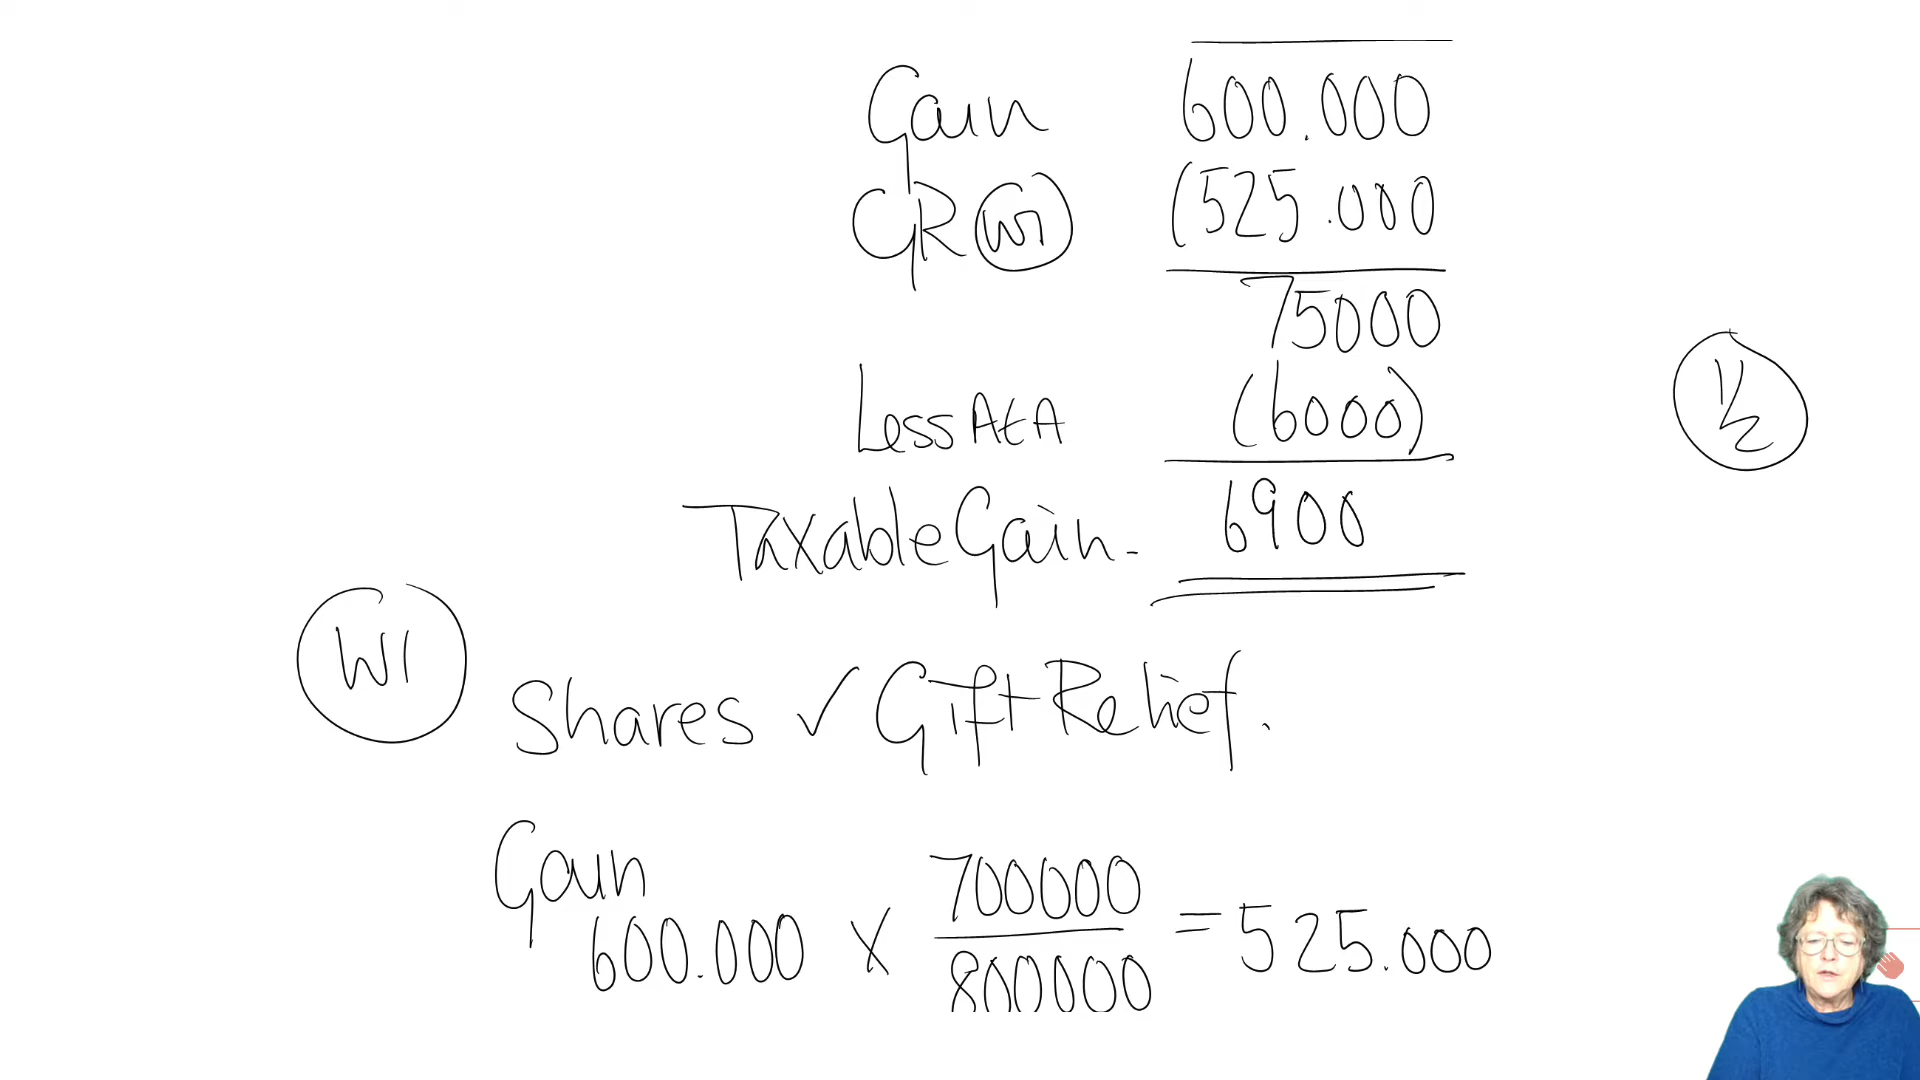 Gain 600.000
GR W1 (525.000
75000
Less AEA (6000)
1/2
Taxable Gain. 6900
W1 Shares ✓ Gift Relief.
Gain
600.000 X 700000 / 800000 = 525.000